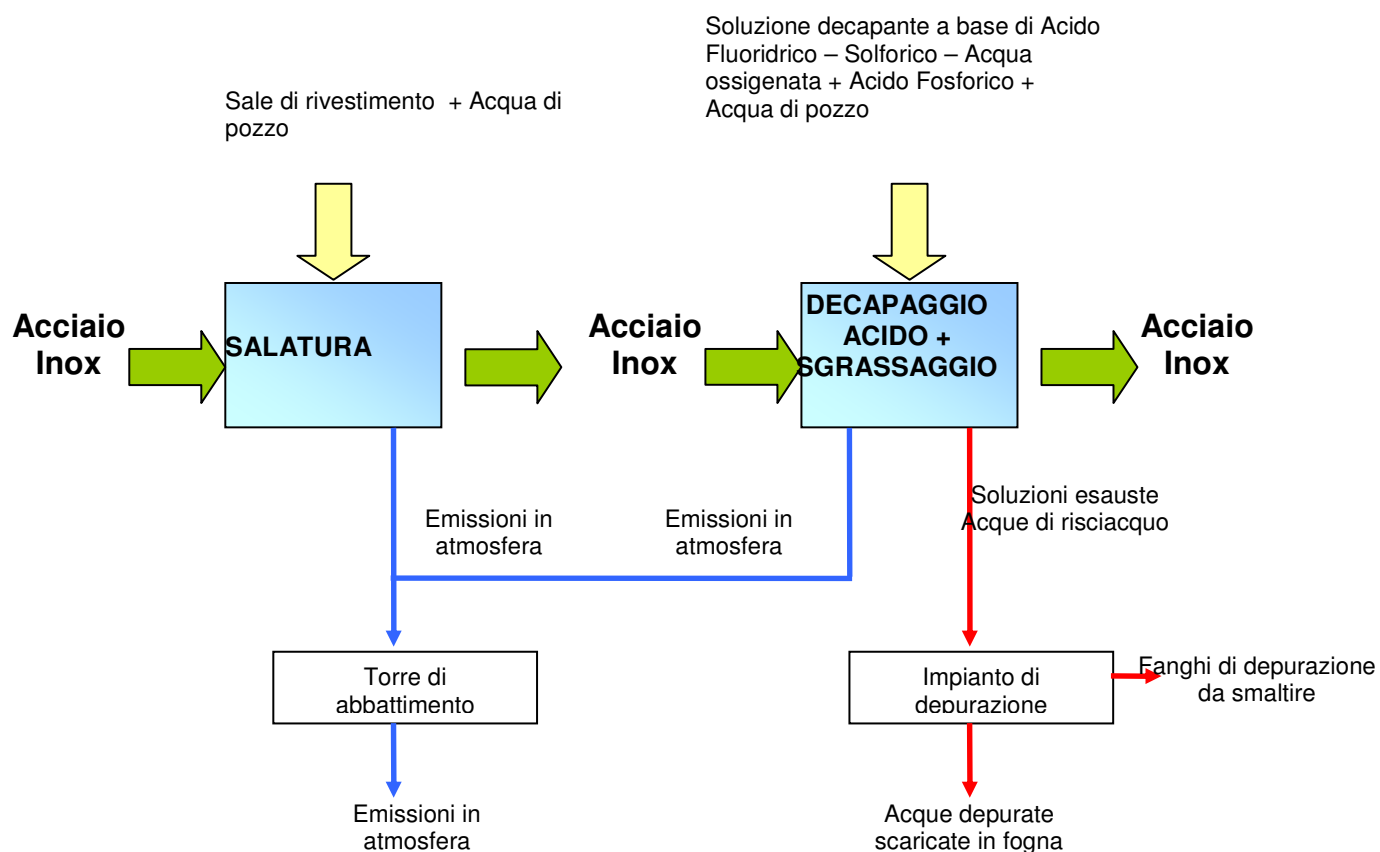 Soluzione decapante a base di Acido
Fluoridrico – Solforico – Acqua
ossigenata + Acido Fosforico +
Acqua di pozzo
Sale di rivestimento + Acqua di
pozzo
Acciaio
Inox
SALATURA
Acciaio
Inox
DECAPAGGIO
ACIDO +
SGRASSAGGIO
Acciaio
Inox
Emissioni in
atmosfera
Emissioni in
atmosfera
Soluzioni esauste
Acque di risciacquo
Torre di
abbattimento
Impianto di
depurazione
Fanghi di depurazione
da smaltire
Emissioni in
atmosfera
Acque depurate
scaricate in fogna